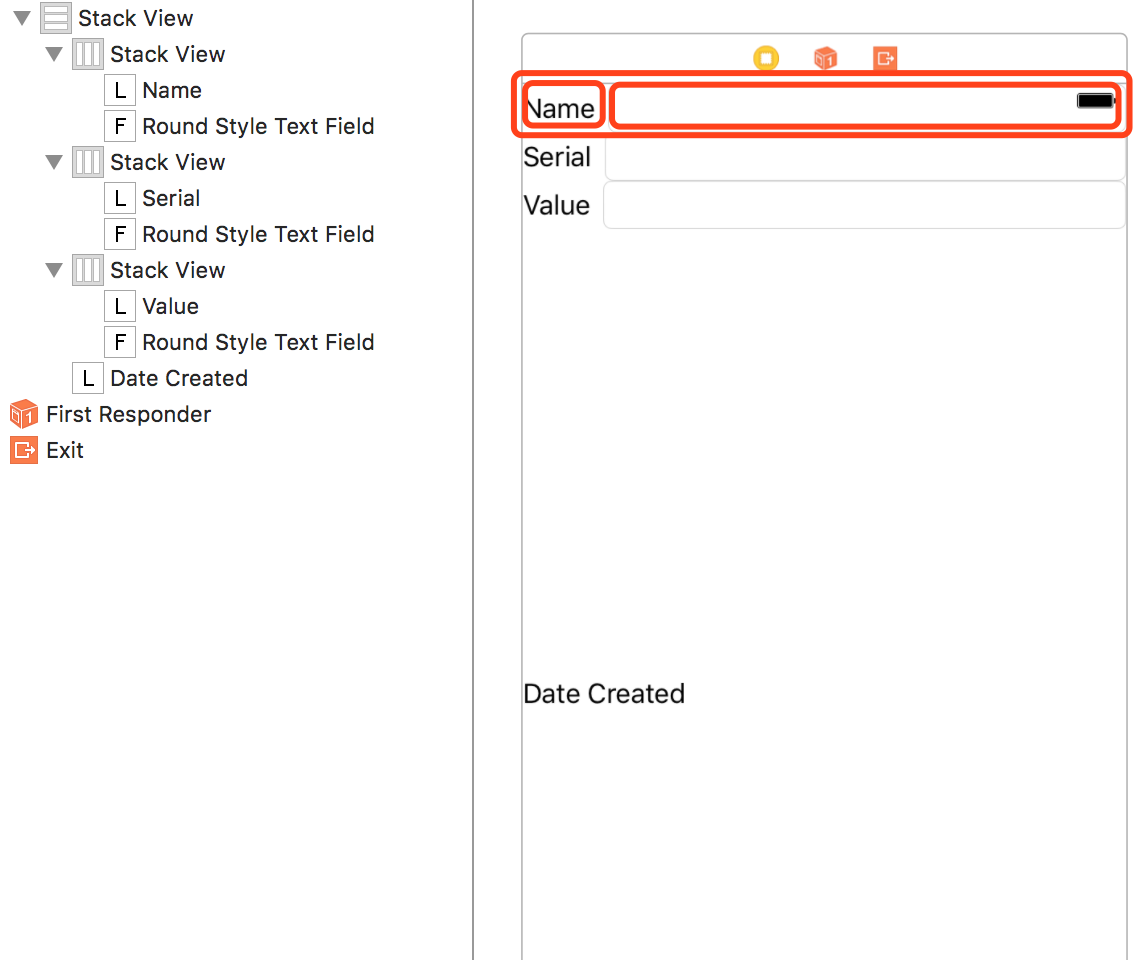 Stack View
Stack View
L Name
F Round Style Text Field
Stack View
L Serial
F Round Style Text Field
Stack View
L Value
F Round Style Text Field
L Date Created
First Responder
Exit
Name
Serial
Value
Date Created